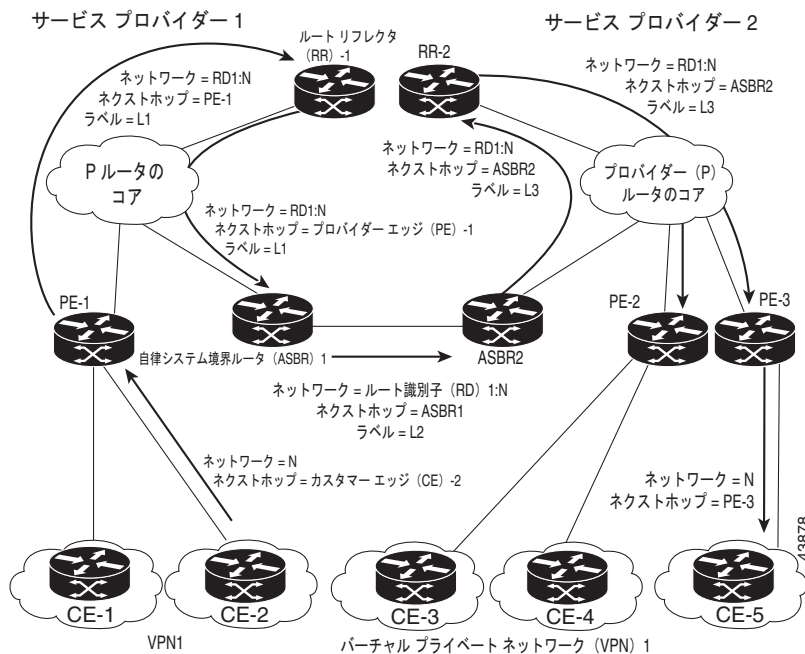 サービス プロバイダー 1
サービス プロバイダー 2
ルート リフレクタ
(RR) -1
RR-2
ネットワーク = RD1:N
ネクストホップ = PE-1
ラベル = L1
ネットワーク = RD1:N
ネクストホップ = ASBR2
ラベル = L3
ネットワーク = RD1:N
ネクストホップ = ASBR2
ラベル = L3
P ルータの
コア
プロバイダー (P)
ルータのコア
ネットワーク = RD1:N
ネクストホップ = プロバイダー エッジ (PE) -1
ラベル = L1
PE-1
PE-2
PE-3
自律システム境界ルータ (ASBR) 1
ASBR2
ネットワーク = ルート識別子 (RD) 1:N
ネクストホップ = ASBR1
ラベル = L2
ネットワーク = N
ネクストホップ = カスタマー エッジ (CE) -2
ネットワーク = N
ネクストホップ = PE-3
43878
CE-1
CE-2
CE-3
CE-4
CE-5
VPN1
バーチャル プライベート ネットワーク (VPN) 1